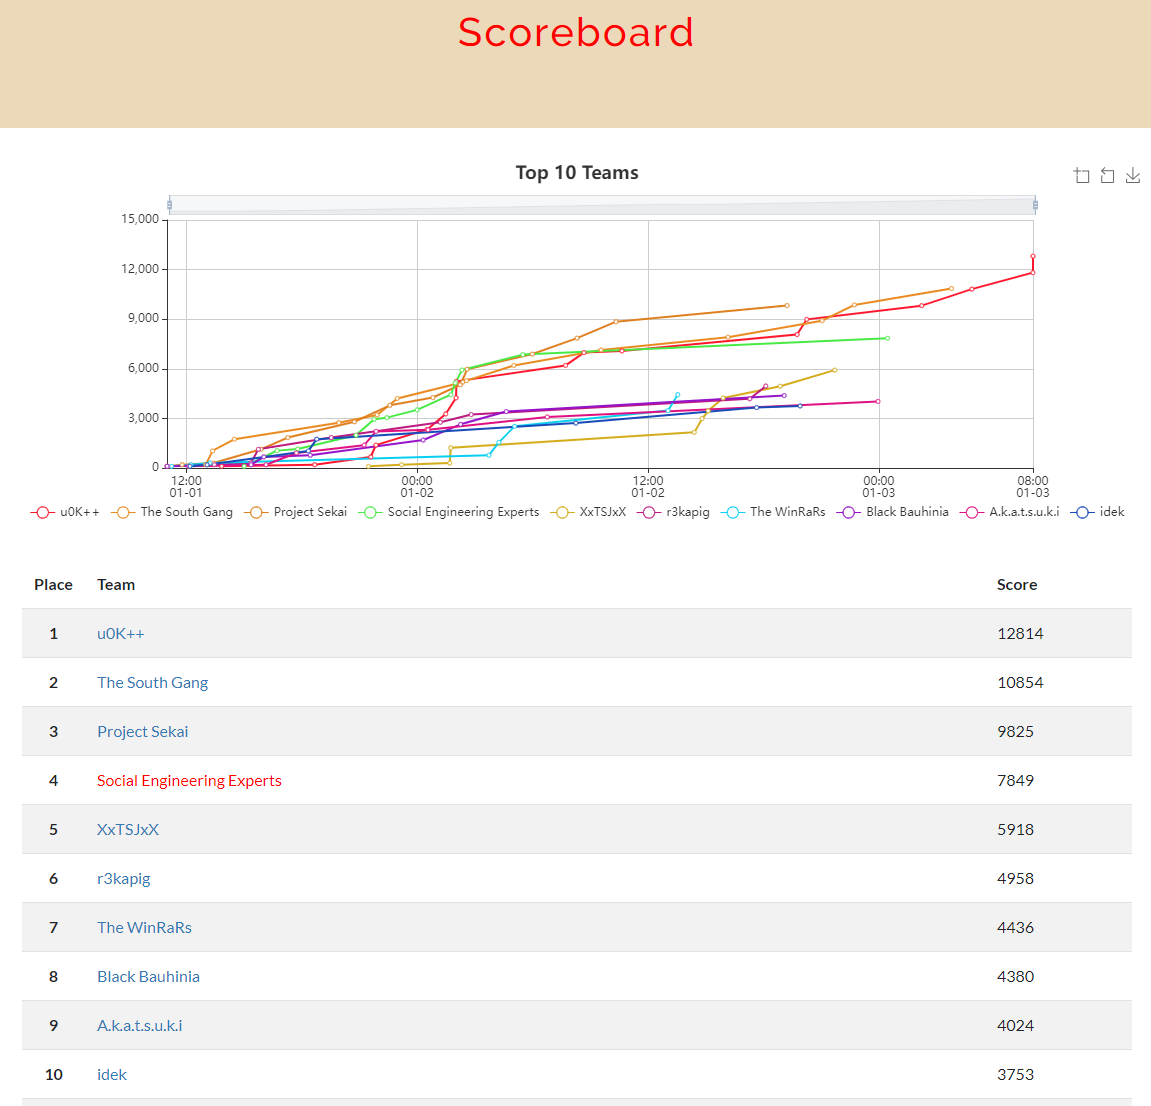 Scoreboard
Top 10 Teams
15,000
12,000
9,000
6,000
3,000
0
12:00 00:00 12:00 00:00 08:00
01-01 01-02 01-02 01-03 01-03
u0K++ The South Gang Project Sekai Social Engineering Experts XxTSJxX r3kapig The WinRaRs Black Bauhinia A.k.a.t.s.u.k.i idek
Place Team Score
1 u0K++ 12814
2 The South Gang 10854
3 Project Sekai 9825
4 Social Engineering Experts 7849
5 XxTSJxX 5918
6 r3kapig 4958
7 The WinRaRs 4436
8 Black Bauhinia 4380
9 A.k.a.t.s.u.k.i 4024
10 idek 3753